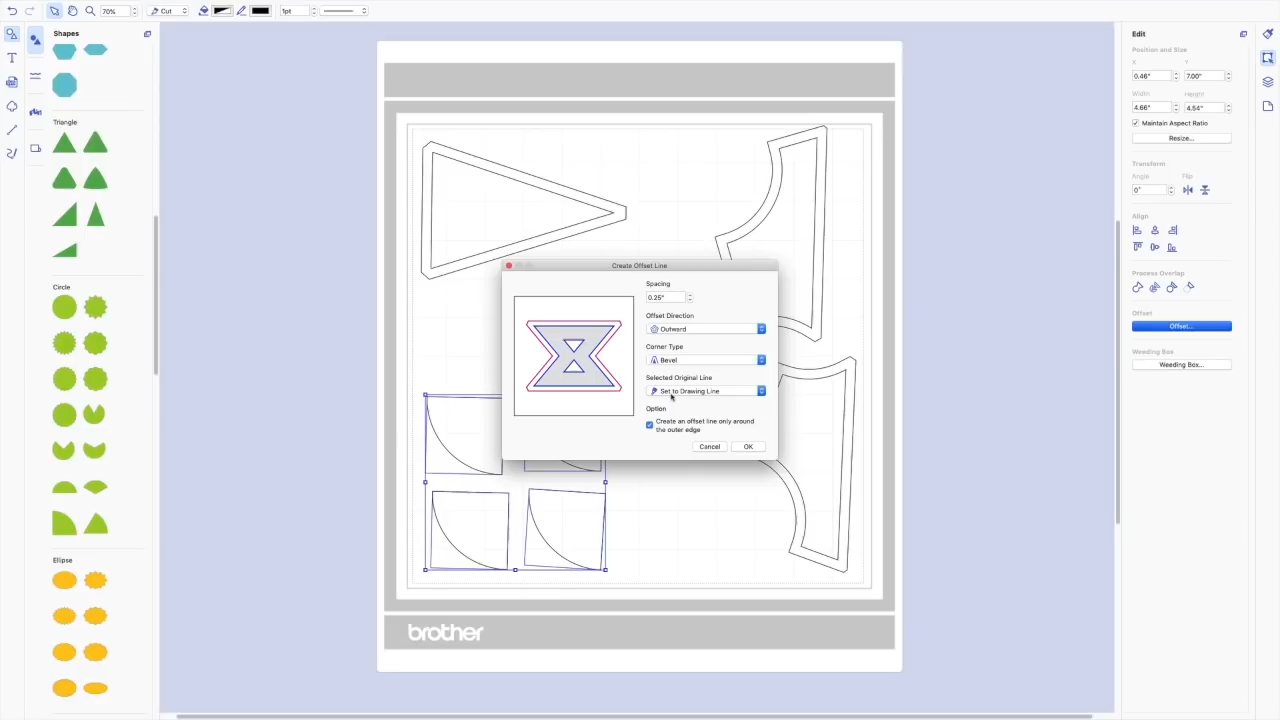 70%
Cut
1pt
Shapes
Triangle
Circle
Ellipse
Create Offset Line
Spacing
0.25"
Offset Direction
Outward
Corner Type
Bevel
Selected Original Line
Set to Drawing Line
Option
Create an offset line only around
the outer edge
Cancel
OK
brother
Edit
Position and Size
X
Y
0.46"
7.00"
Width
Height
4.66"
4.54"
Maintain Aspect Ratio
Resize...
Transform
Angle
Flip
0°
Align
Process Overlap
Offset
Offset...
Weeding Box
Weeding Box...